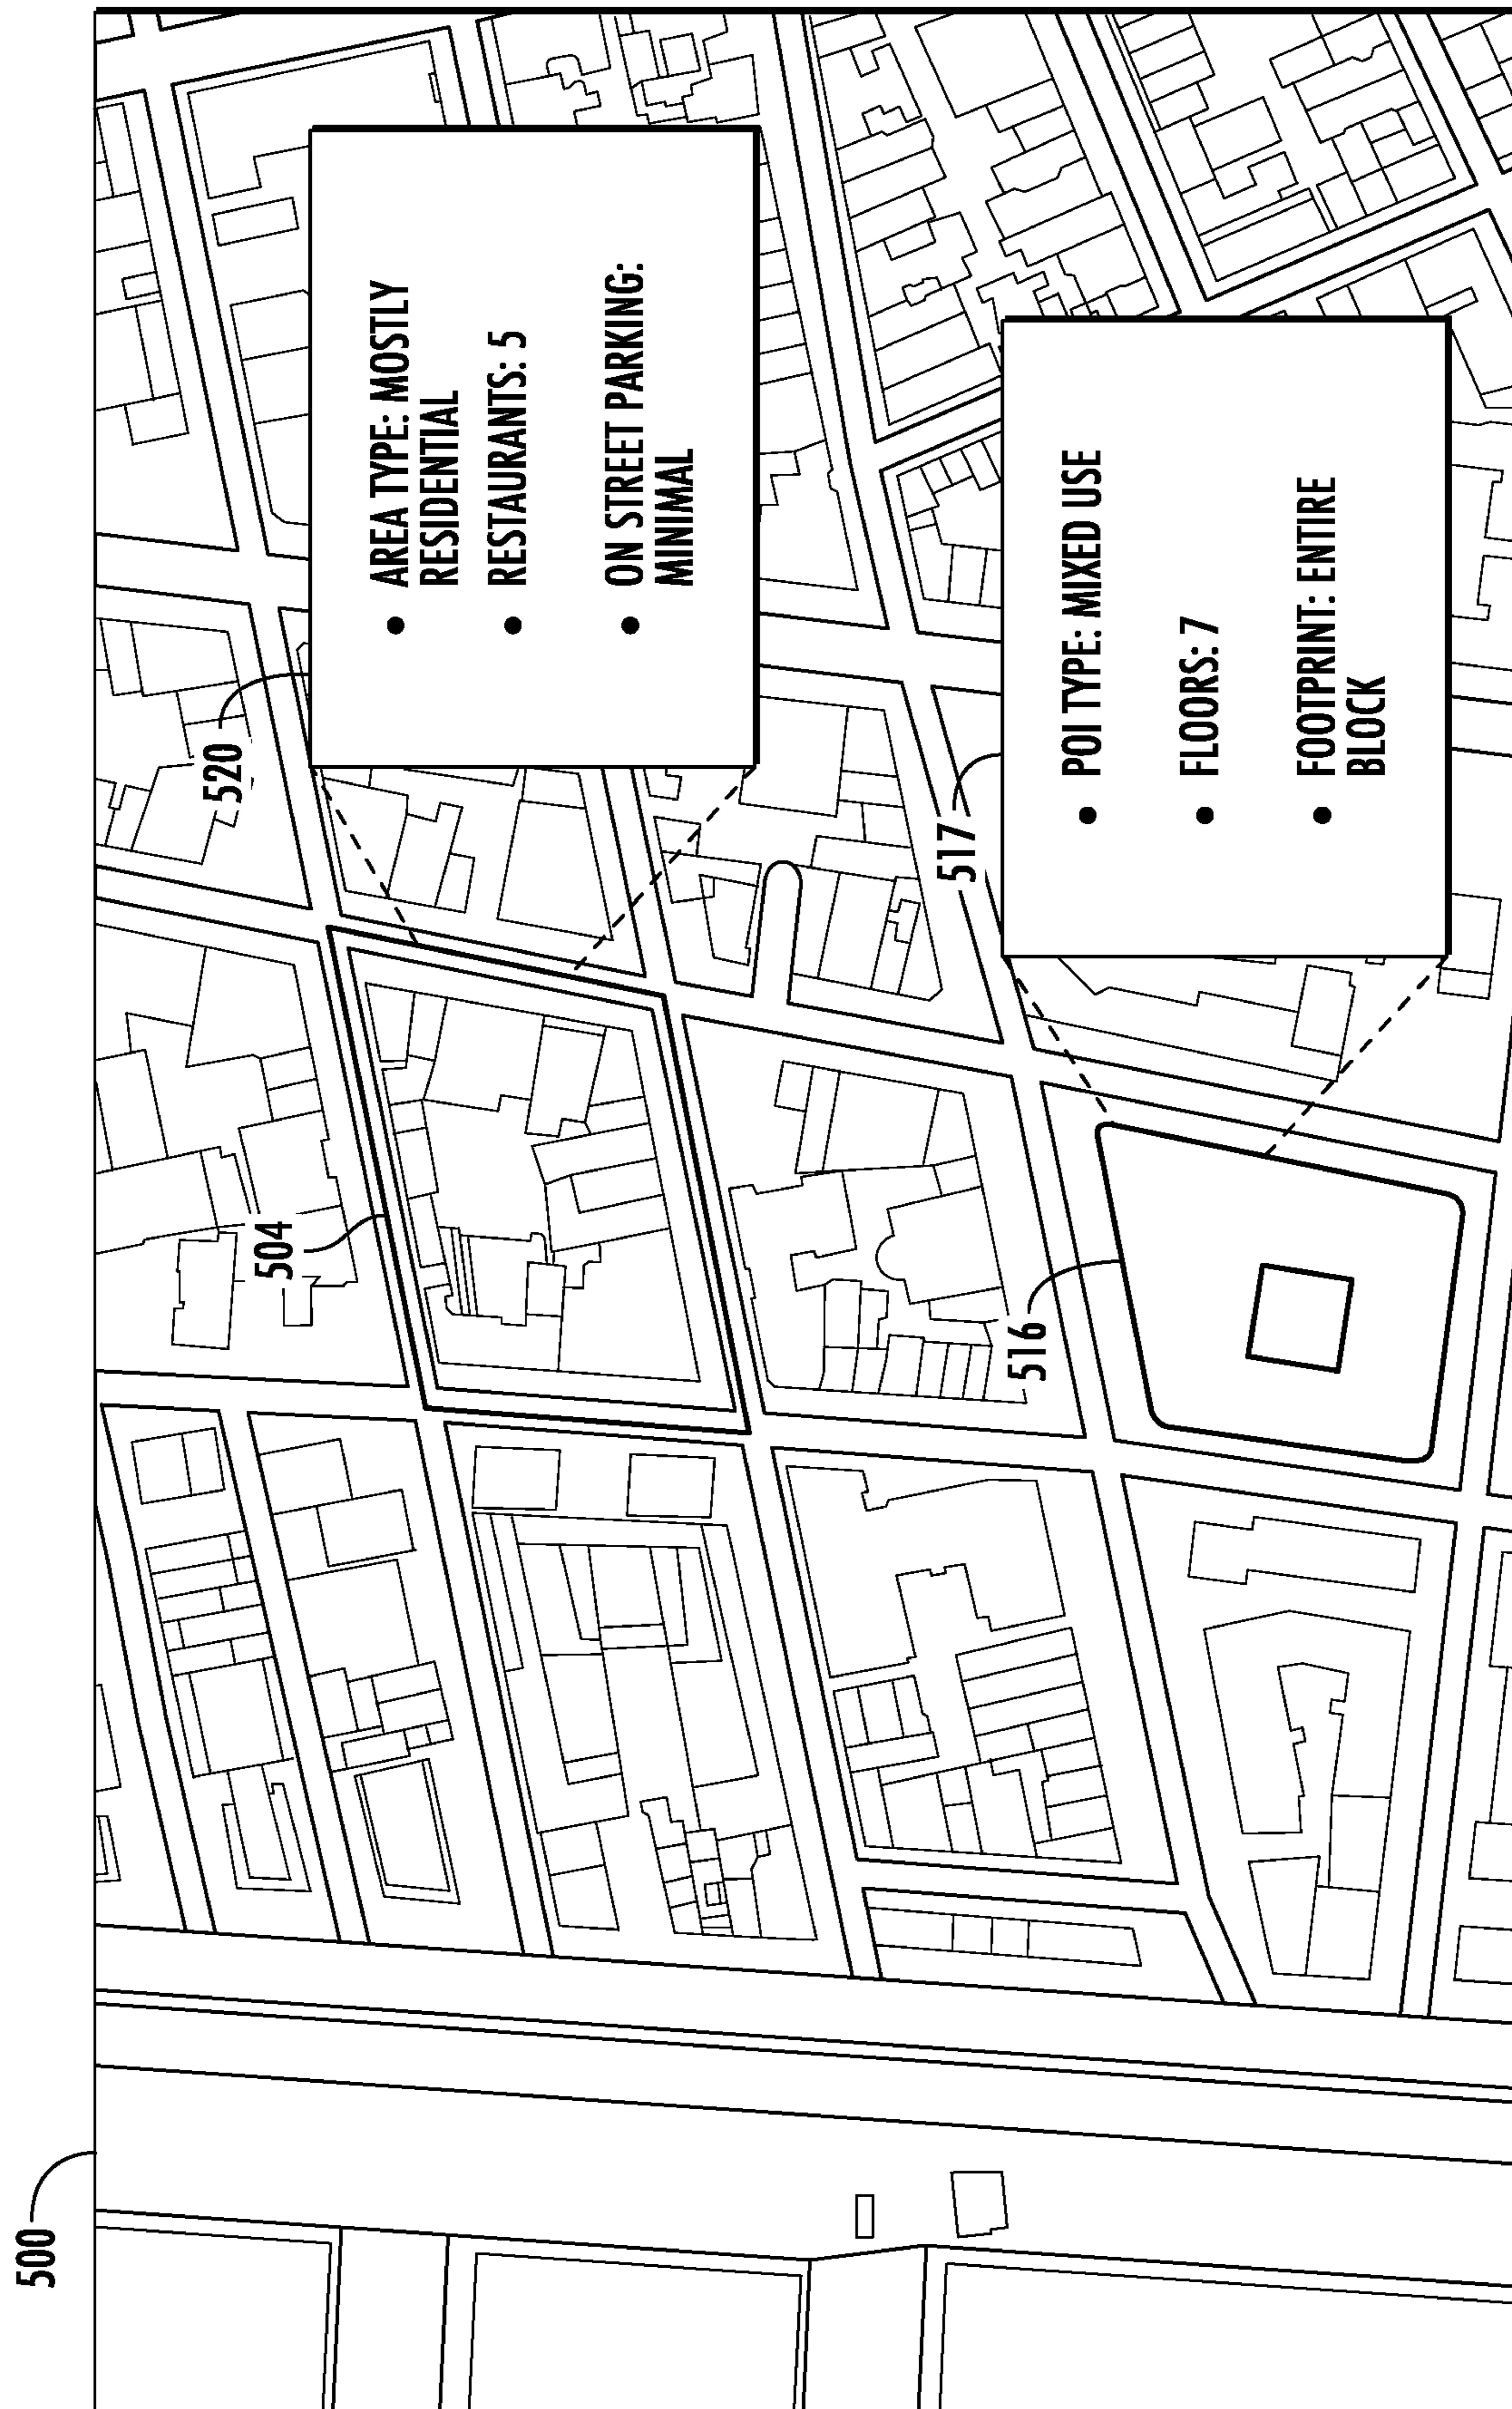 500
504
520
• AREA TYPE: MOSTLY
RESIDENTIAL
• RESTAURANTS: 5
• ON STREET PARKING:
MINIMAL
516
517
• POI TYPE: MIXED USE
• FLOORS: 7
• FOOTPRINT: ENTIRE
BLOCK